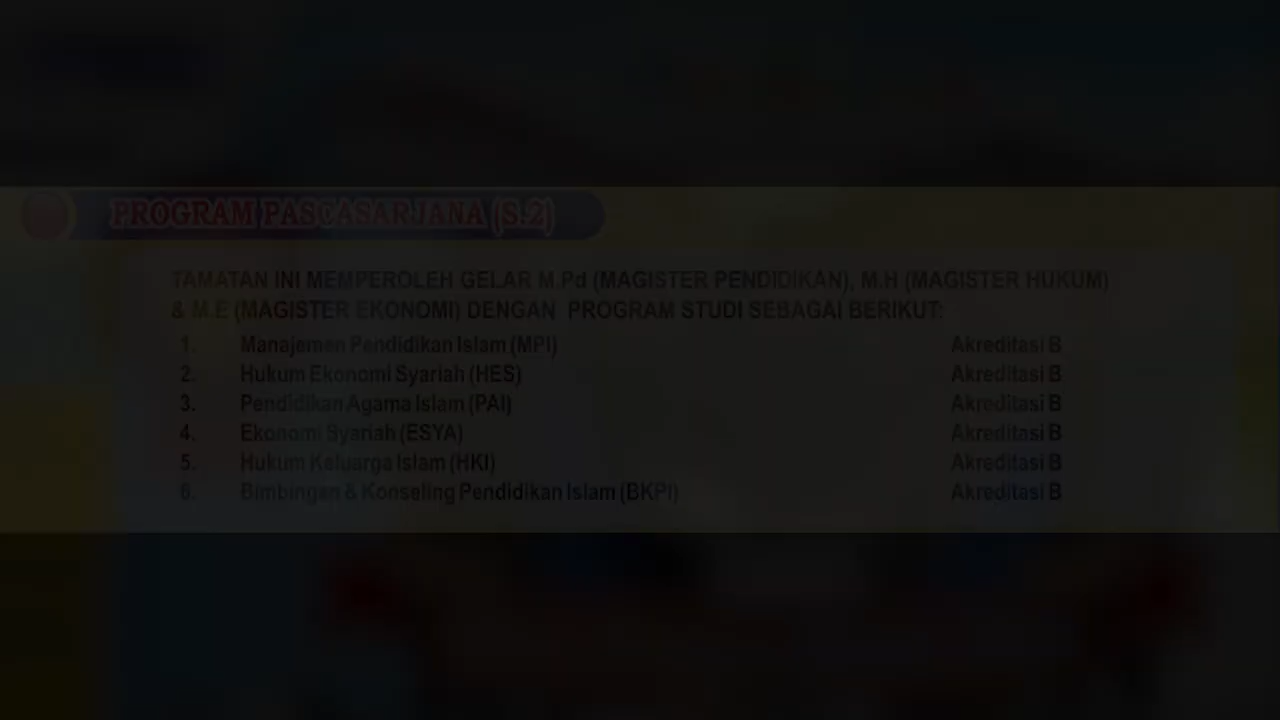 PROGRAM PASCASARJANA (S.2)
TAMATAN INI MEMPEROLEH GELAR M.Pd (MAGISTER PENDIDIKAN), M.H (MAGISTER HUKUM)
& M.E (MAGISTER EKONOMI) DENGAN PROGRAM STUDI SEBAGAI BERIKUT:
1. Manajemen Pendidikan Islam (MPI) Akreditasi B
2. Hukum Ekonomi Syariah (HES) Akreditasi B
3. Pendidikan Agama Islam (PAI) Akreditasi B
4. Ekonomi Syariah (ESYA) Akreditasi B
5. Hukum Keluarga Islam (HKI) Akreditasi B
6. Bimbingan & Konseling Pendidikan Islam (BKPI) Akreditasi B